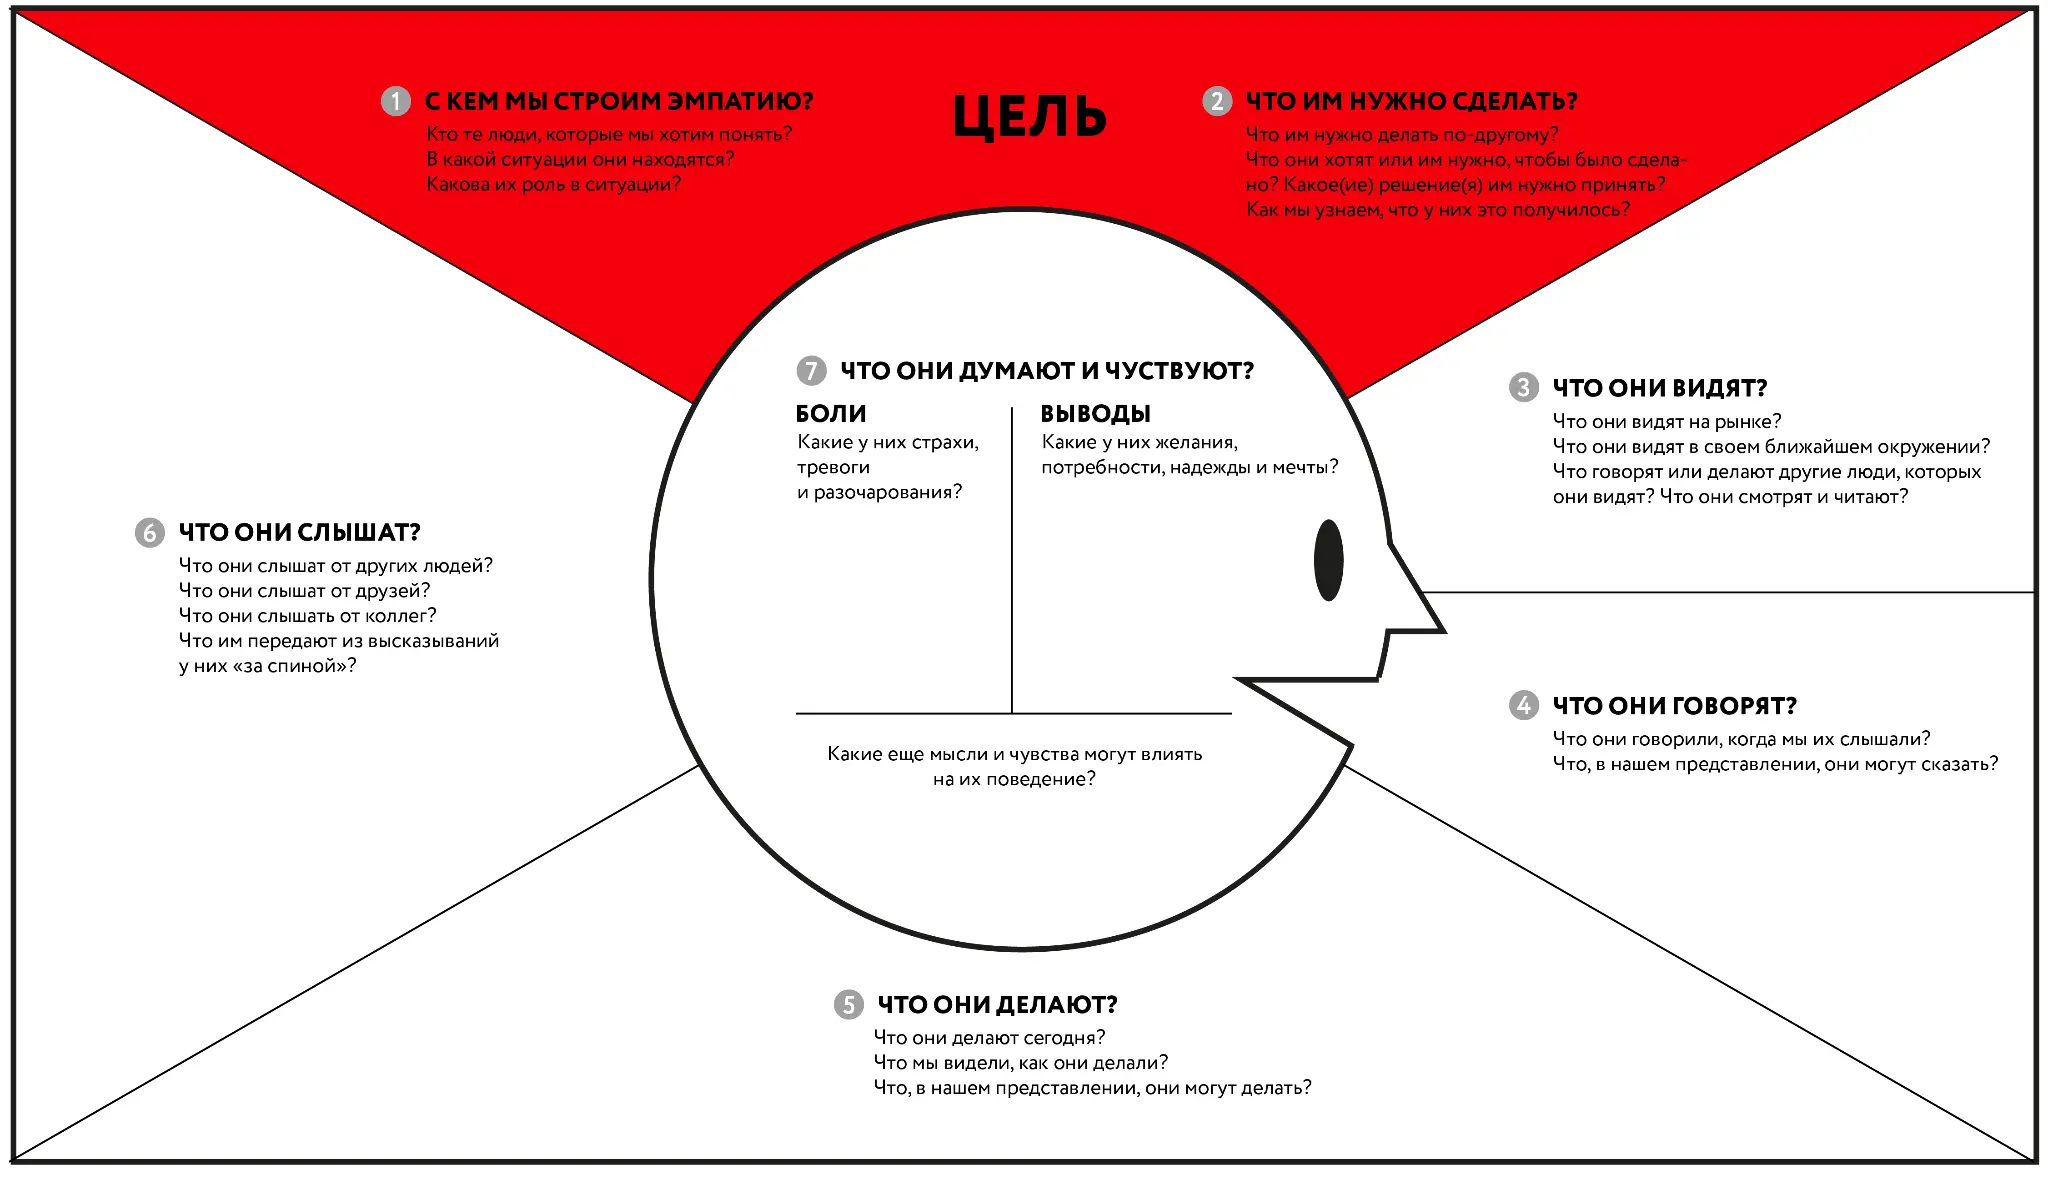 ЦЕЛЬ
1 С КЕМ МЫ СТРОИМ ЭМПАТИЮ?
Кто те люди, которые мы хотим понять?
В какой ситуации они находятся?
Какова их роль в ситуации?
2 ЧТО ИМ НУЖНО СДЕЛАТЬ?
Что им нужно делать по-другому?
Что они хотят или им нужно, чтобы было сдела-
но? Какое(ие) решение(я) им нужно принять?
Как мы узнаем, что у них это получилось?
3 ЧТО ОНИ ВИДЯТ?
Что они видят на рынке?
Что они видят в своем ближайшем окружении?
Что говорят или делают другие люди, которых
они видят? Что они смотрят и читают?
4 ЧТО ОНИ ГОВОРЯТ?
Что они говорили, когда мы их слышали?
Что, в нашем представлении, они могут сказать?
5 ЧТО ОНИ ДЕЛАЮТ?
Что они делают сегодня?
Что мы видели, как они делали?
Что, в нашем представлении, они могут делать?
6 ЧТО ОНИ СЛЫШАТ?
Что они слышат от других людей?
Что они слышат от друзей?
Что они слышать от коллег?
Что им передают из высказываний
у них «за спиной»?
7 ЧТО ОНИ ДУМАЮТ И ЧУСТВУЮТ?
БОЛИ
Какие у них страхи,
тревоги
и разочарования?
ВЫВОДЫ
Какие у них желания,
потребности, надежды и мечты?
Какие еще мысли и чувства могут влиять
на их поведение?